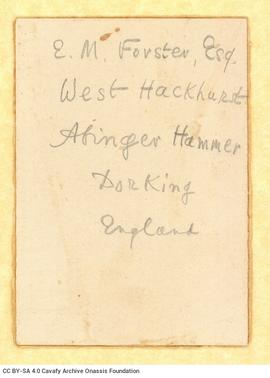 E. M. Forster, Esq.
West Hackhurst
Abinger Hammer
Dorking
England
CC BY-SA 4.0 Cavafy Archive Onassis Foundation